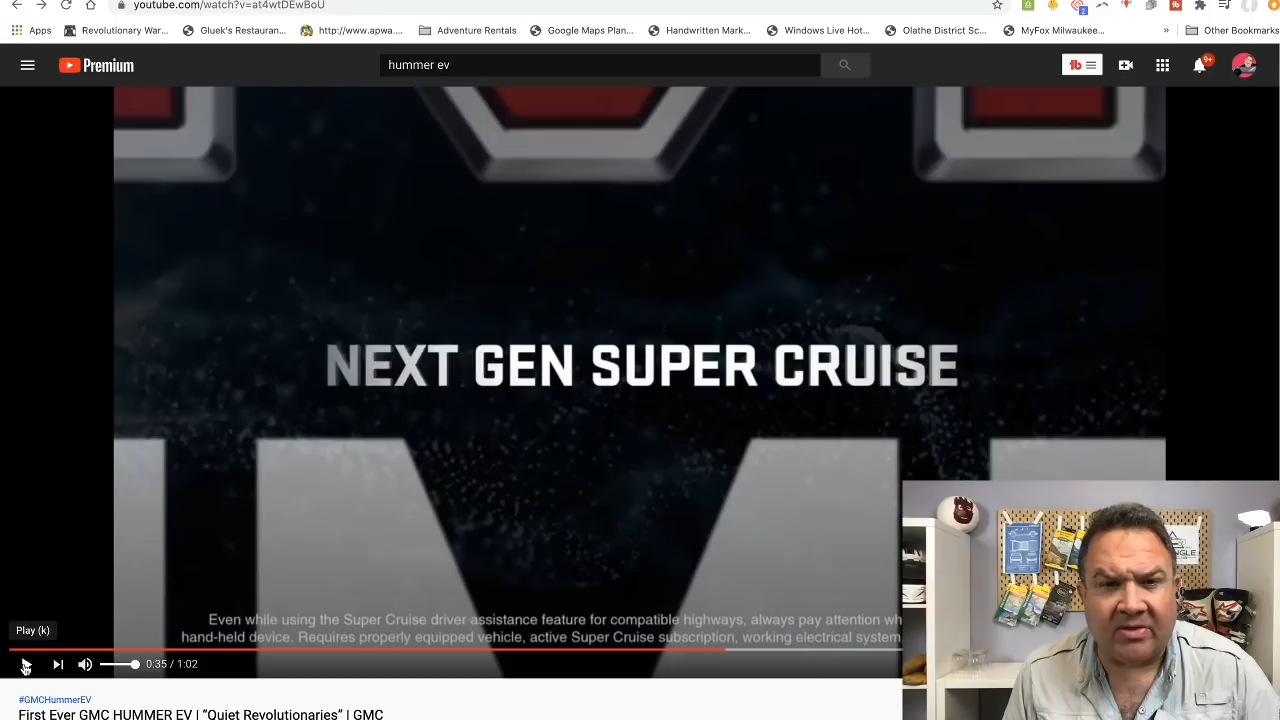 youtube.com/watch?v=at4wtDEwBoU
2
Apps Revolutionary War... Gluek's Restauran... http://www.apwa.... Adventure Rentals Google Maps Plan... Handwritten Mark... Windows Live Hot... Olathe District Sc... MyFox Milwaukee... » Other Bookmarks
Premium hummer ev tb 9+
NEXT GEN SUPER CRUISE
Even while using the Super Cruise driver assistance feature for compatible highways, always pay attention wh
hand-held device. Requires properly equipped vehicle, active Super Cruise subscription, working electrical system
Play (k)
0:35 / 1:02
#GMCHummerEV
First Ever GMC HUMMER EV | "Quiet Revolutionaries" | GMC